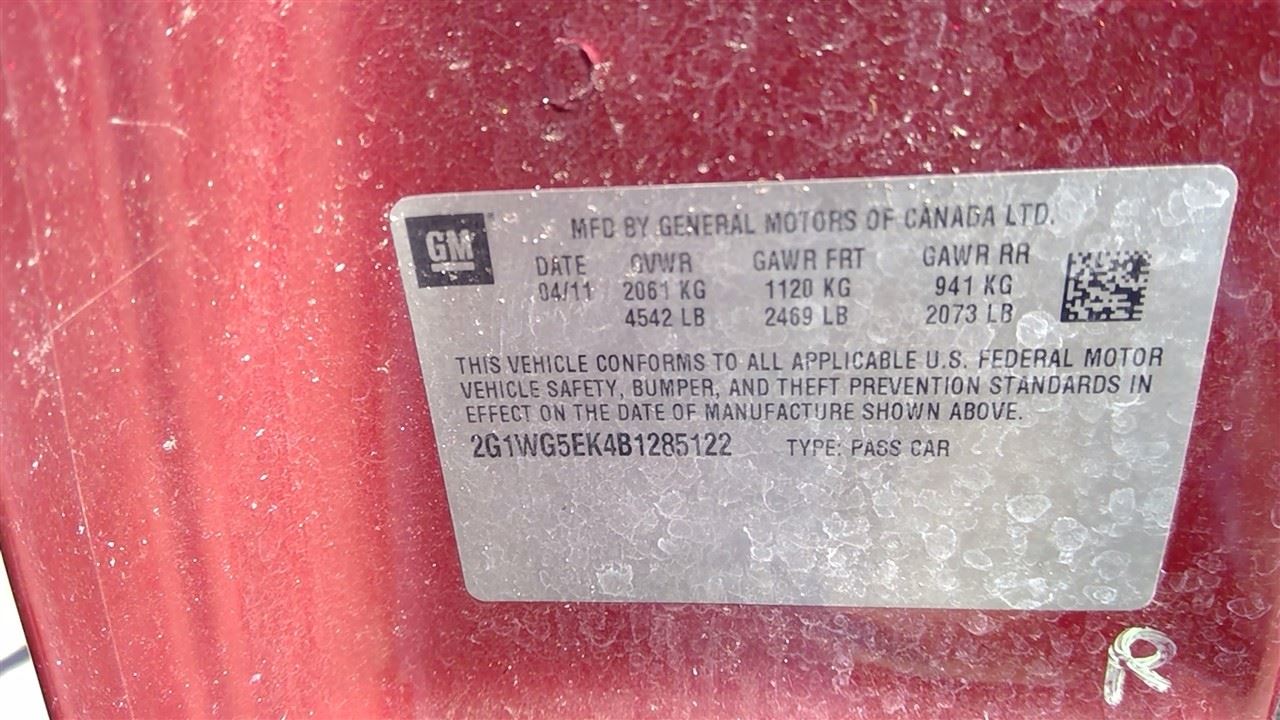 GM
MFD BY GENERAL MOTORS OF CANADA LTD.
DATE GVWR GAWR FRT GAWR RR
04/11 2061 KG 1120 KG 941 KG
4542 LB 2469 LB 2073 LB
THIS VEHICLE CONFORMS TO ALL APPLICABLE U.S. FEDERAL MOTOR
VEHICLE SAFETY, BUMPER, AND THEFT PREVENTION STANDARDS IN
EFFECT ON THE DATE OF MANUFACTURE SHOWN ABOVE.
2G1WG5EK4B1285122 TYPE: PASS CAR
R